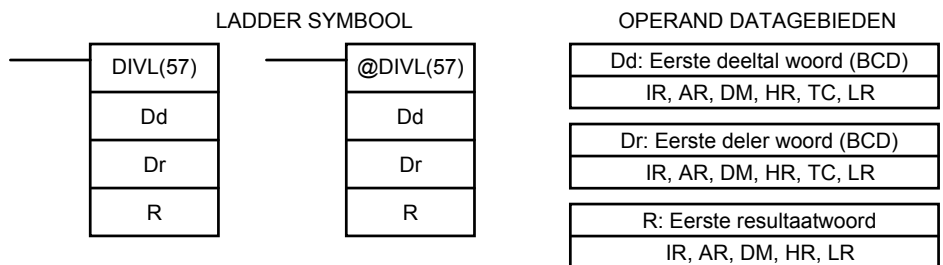 LADDER SYMBOOL
DIVL(57)
Dd
Dr
R
@DIVL(57)
Dd
Dr
R
OPERAND DATAGEBIEDEN
Dd: Eerste deeltal woord (BCD)
IR, AR, DM, HR, TC, LR
Dr: Eerste deler woord (BCD)
IR, AR, DM, HR, TC, LR
R: Eerste resultaatwoord
IR, AR, DM, HR, LR